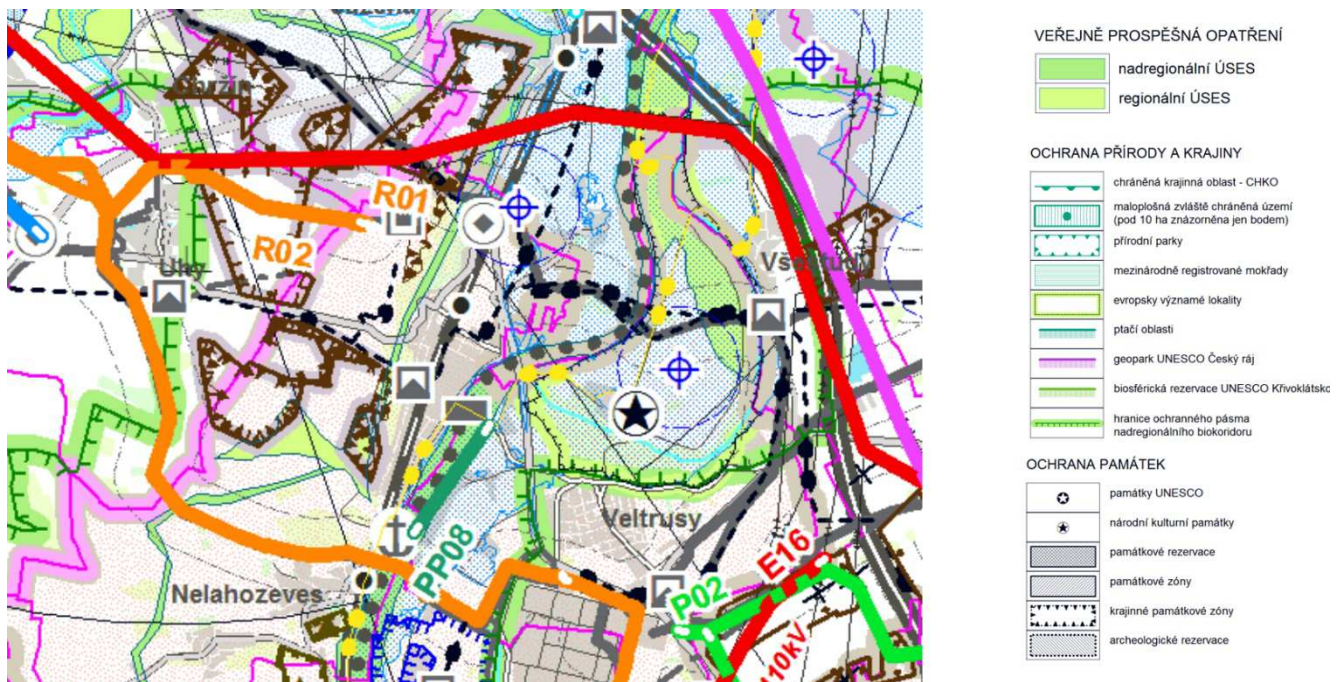 R01
R02
Úžy
Všestudy
Veltrusy
Nelahozeves
PP08
P02
E16
110kV
VEŘEJNĚ PROSPĚŠNÁ OPATŘENÍ
nadregionální ÚSES
regionální ÚSES
OCHRANA PŘÍRODY A KRAJINY
chráněná krajinná oblast - CHKO
maloplošná zvláště chráněné území
(pod 10 ha znázorněna jen bodem)
přírodní parky
mezinárodně registrované mokřady
evropsky významé lokality
ptačí oblasti
geopark UNESCO Český ráj
biosférická rezervace UNESCO Křivoklátsko
hranice ochranného pásma
nadregionálního biokoridoru
OCHRANA PAMÁTEK
památky UNESCO
národní kulturní památky
památkové rezervace
památkové zóny
krajinné památkové zóny
archeologické rezervace